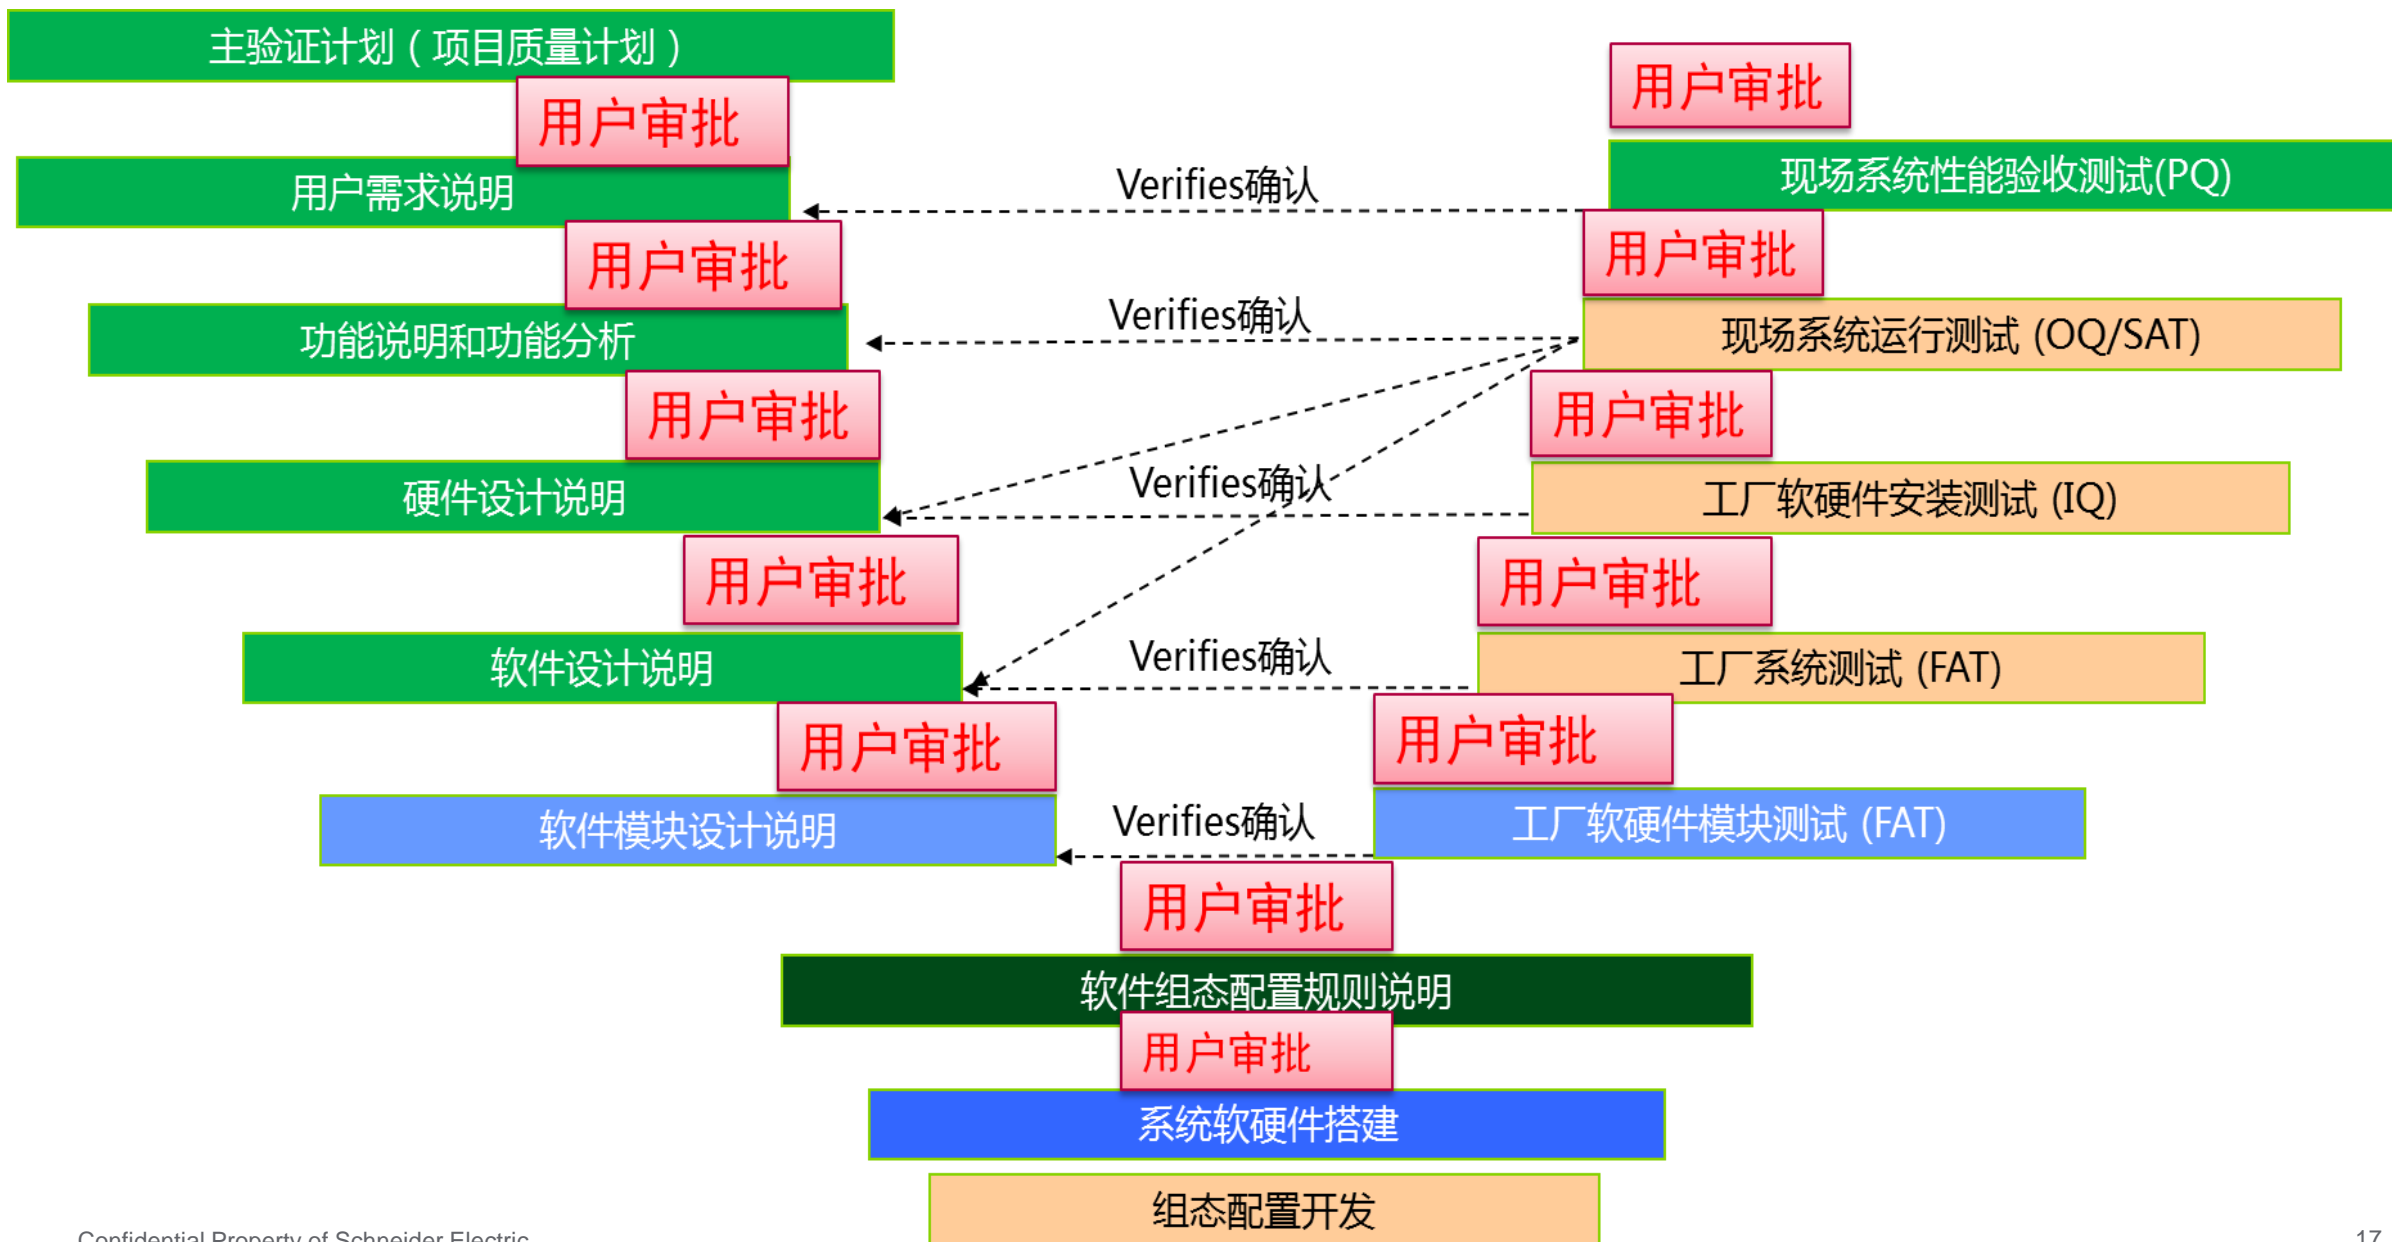 主验证计划（项目质量计划）
用户审批
用户审批
用户需求说明
Verifies确认
现场系统性能验收测试(PQ)
用户审批
用户审批
功能说明和功能分析
Verifies确认
现场系统运行测试 (OQ/SAT)
用户审批
用户审批
硬件设计说明
Verifies确认
工厂软硬件安装测试 (IQ)
用户审批
用户审批
软件设计说明
Verifies确认
工厂系统测试 (FAT)
用户审批
用户审批
软件模块设计说明
Verifies确认
工厂软硬件模块测试 (FAT)
用户审批
软件组态配置规则说明
用户审批
系统软硬件搭建
组态配置开发
Confidential Property of Schneider Electric
17